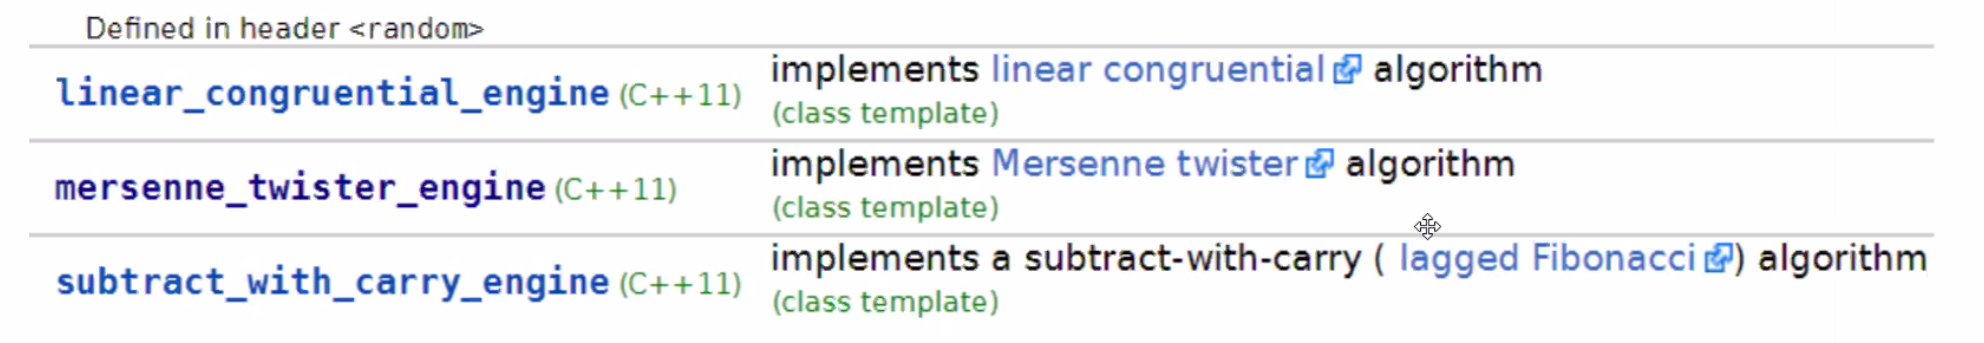 Defined in header <random>
linear_congruential_engine (C++11)
implements linear congruential algorithm
(class template)
mersenne_twister_engine (C++11)
implements Mersenne twister algorithm
(class template)
subtract_with_carry_engine (C++11)
implements a subtract-with-carry ( lagged Fibonacci) algorithm
(class template)